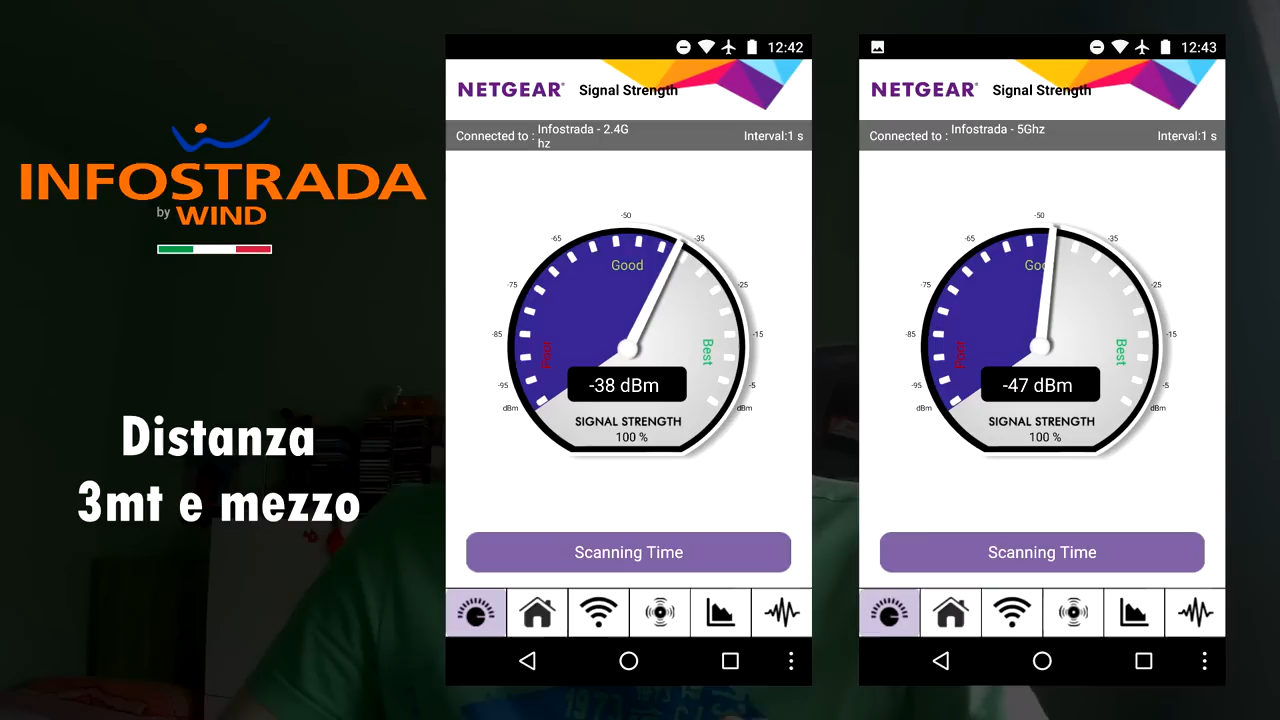 INFOSTRADA
by WIND
Distanza
3mt e mezzo
12:42
NETGEAR® Signal Strength
Connected to : Infostrada - 2.4G
hz
Interval:1 s
-50
-65
-35
-75
-25
-85
-15
-95
-5
dBm
dBm
Good
Poor
Best
-38 dBm
SIGNAL STRENGTH
100 %
Scanning Time
12:43
NETGEAR® Signal Strength
Connected to : Infostrada - 5Ghz
Interval:1 s
-50
-65
-35
-75
-25
-85
-15
-95
-5
dBm
dBm
Goo
Poor
Best
-47 dBm
SIGNAL STRENGTH
100 %
Scanning Time
1973